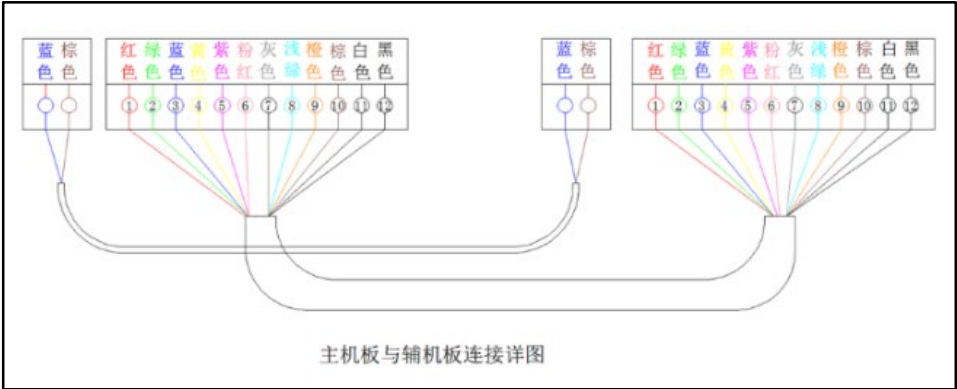 蓝色 棕色 红色 绿色 蓝色 黄色 紫色 粉红 灰色 浅绿 橙色 棕色 白色 黑色 蓝色 棕色 红色 绿色 蓝色 黄色 紫色 粉红 灰色 浅绿 橙色 棕色 白色 黑色
① ② ③ ④ ⑤ ⑥ ⑦ ⑧ ⑨ ⑩ ⑪ ⑫ ① ② ③ ④ ⑤ ⑥ ⑦ ⑧ ⑨ ⑩ ⑪ ⑫
主机板与辅机板连接详图